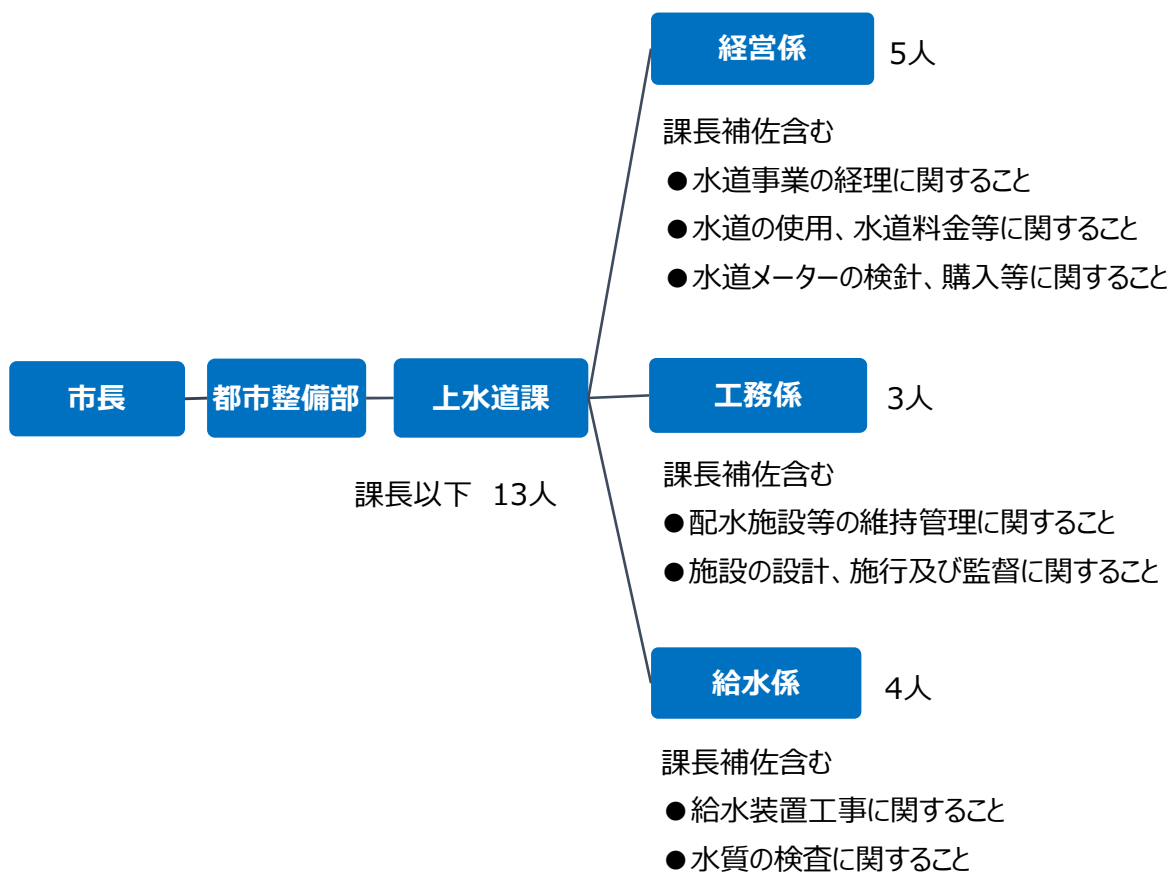 経営係
5人
課長補佐含む
●水道事業の経理に関すること
●水道の使用、水道料金等に関すること
●水道メーターの検針、購入等に関すること
市長
都市整備部
上水道課
課長以下 13人
工務係
3人
課長補佐含む
●配水施設等の維持管理に関すること
●施設の設計、施行及び監督に関すること
給水係
4人
課長補佐含む
●給水装置工事に関すること
●水質の検査に関すること